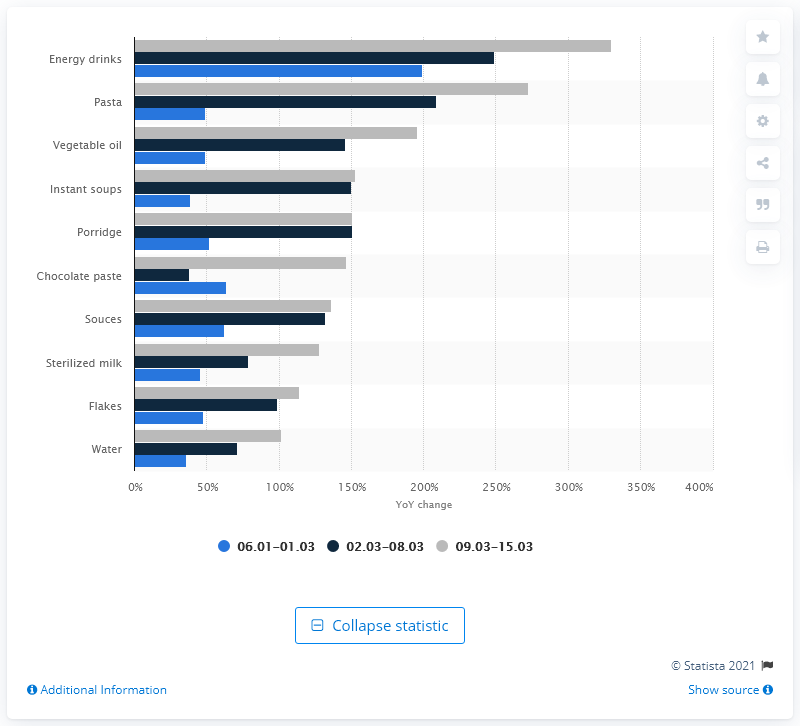 Energy drinks
Pasta
Vegetable oil
Instant soups
Porridge
Chocolate paste
Souces
Sterilized milk
Flakes
Water
0% 50% 100% 150% 200% 250% 300% 350% 400%
YoY change
06.01-01.03 02.03-08.03 09.03-15.03
Collapse statistic
© Statista 2021
Additional Information Show source